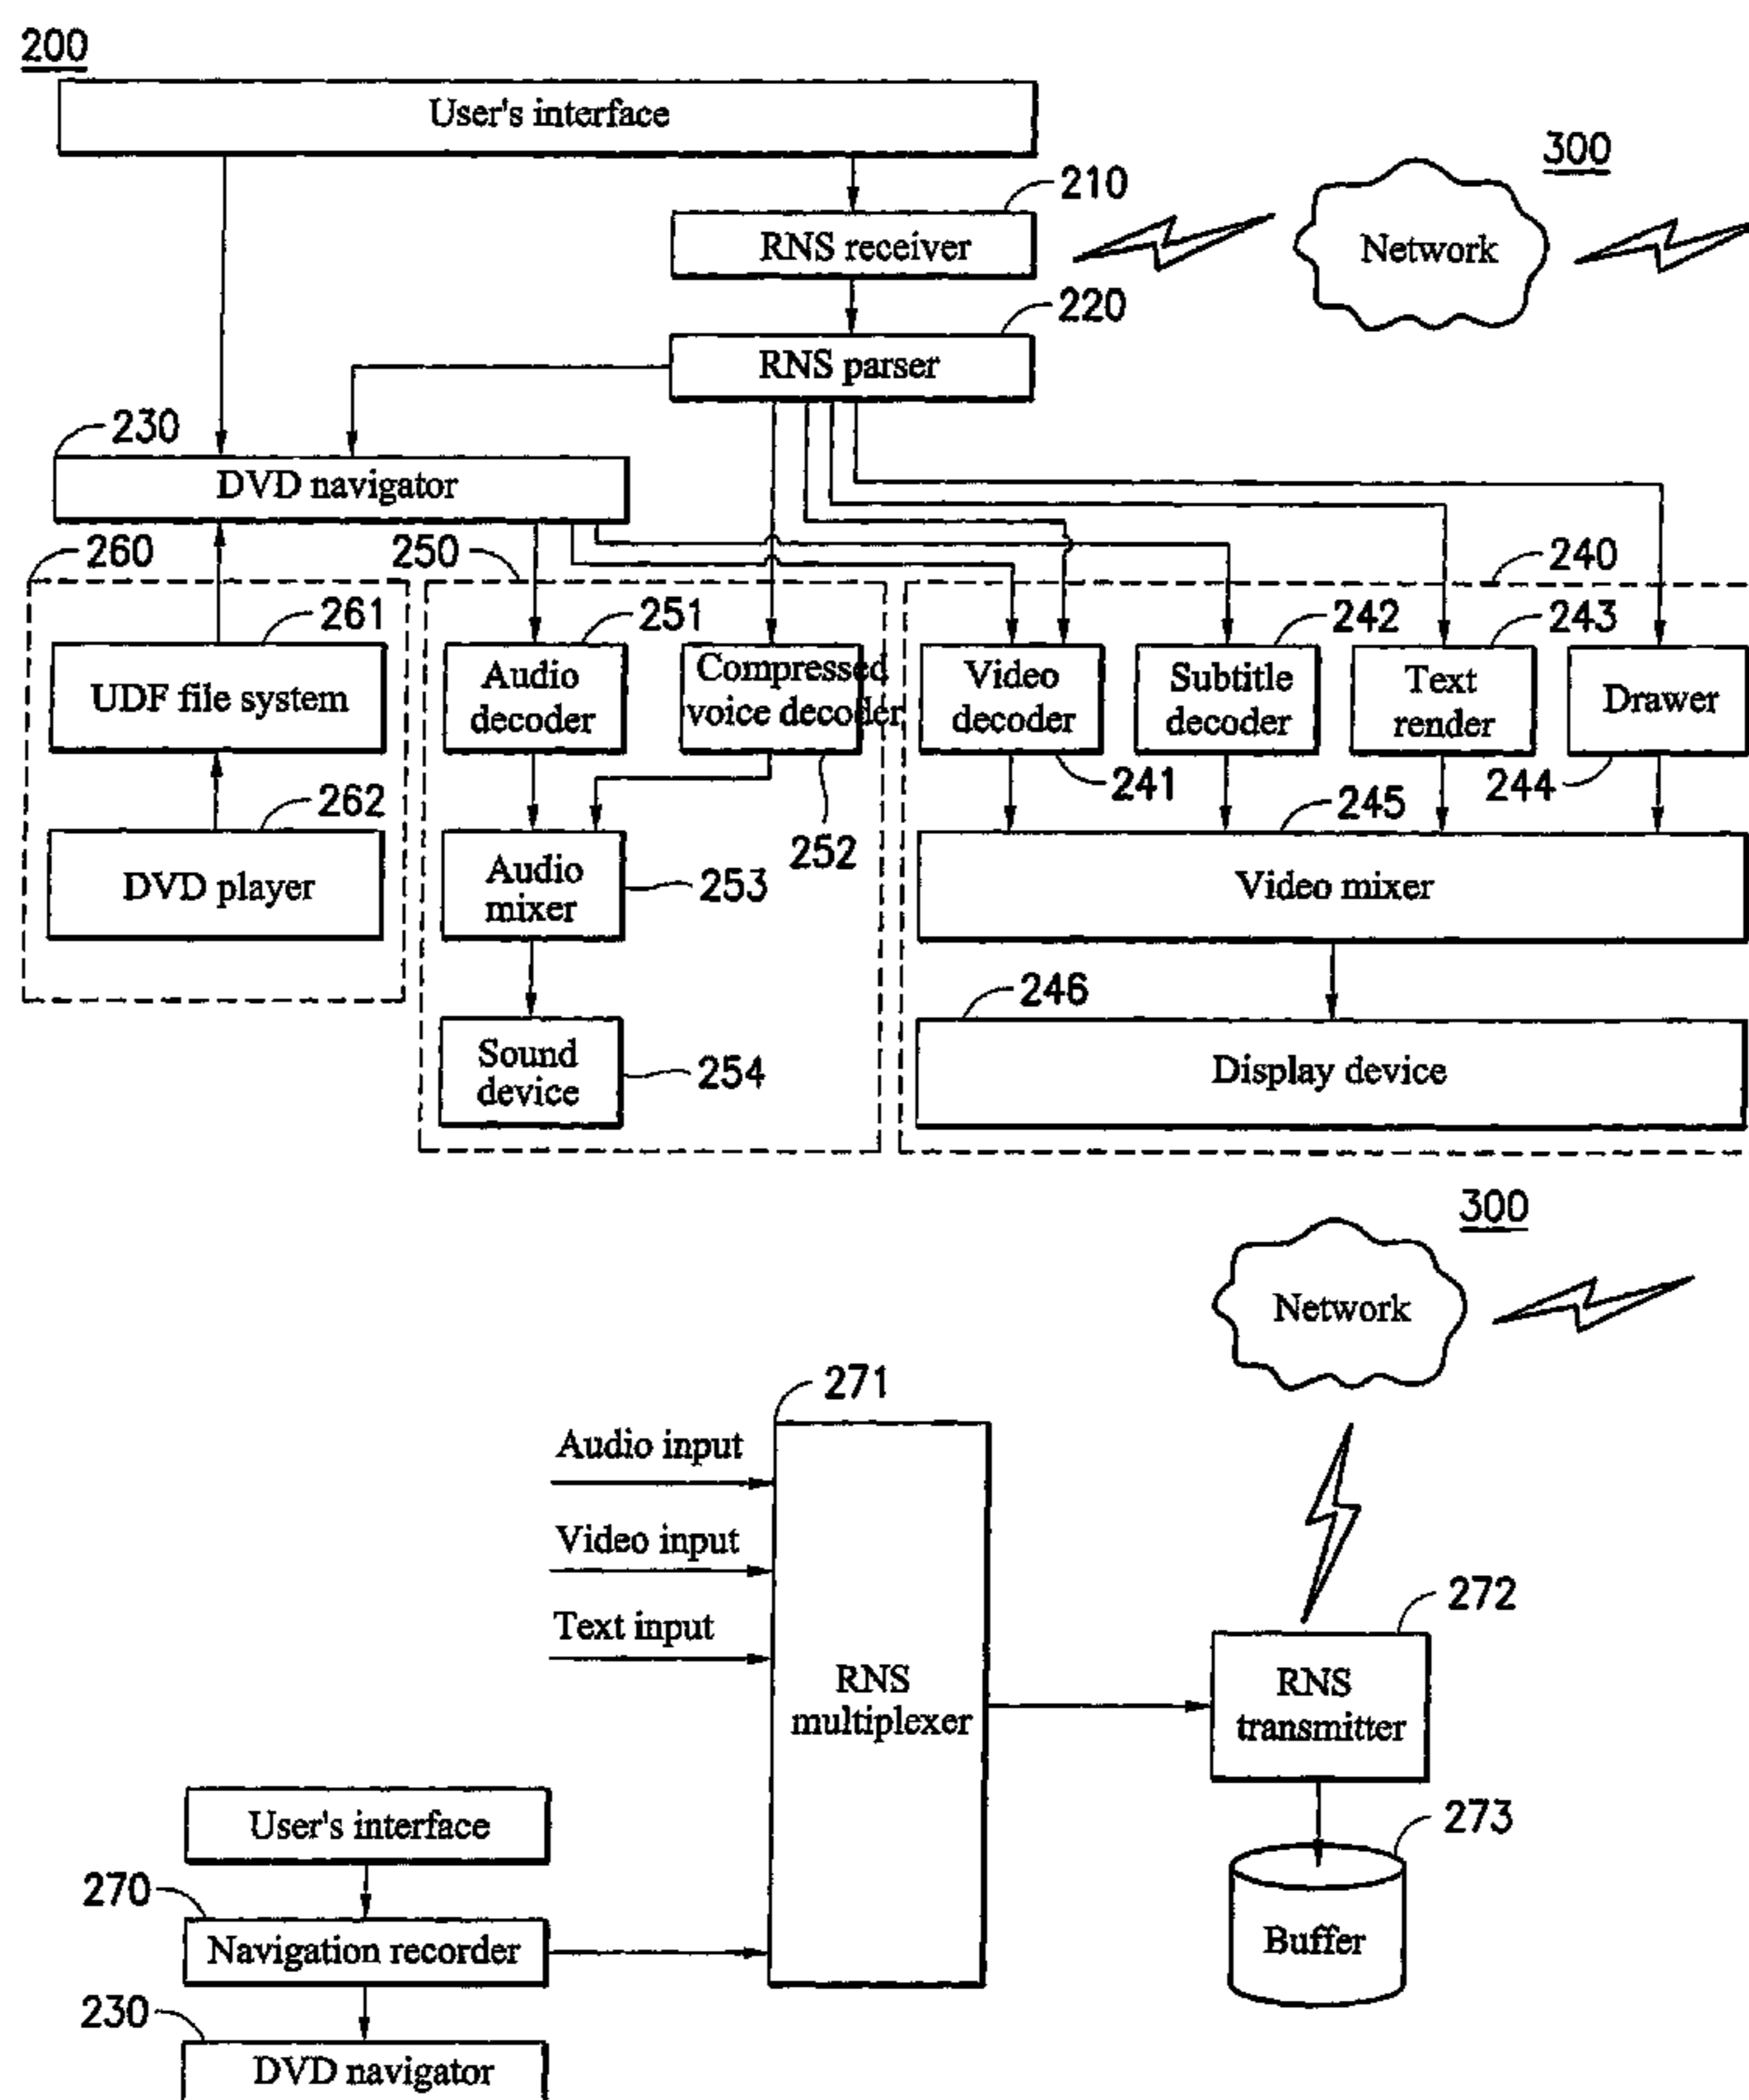 200
User's interface
300
210
RNS receiver
Network
220
RNS parser
230
DVD navigator
260
250
240
261
251
242
243
UDF file system
Audio
decoder
Compressed
voice decoder
Video
decoder
Subtitle
decoder
Text
render
Drawer
262
252
241
245
244
DVD player
Audio
mixer
253
Video mixer
246
Sound
device
254
Display device
300
Network
271
Audio input
Video input
272
Text input
RNS
multiplexer
RNS
transmitter
User's interface
273
270
Navigation recorder
Buffer
230
DVD navigator